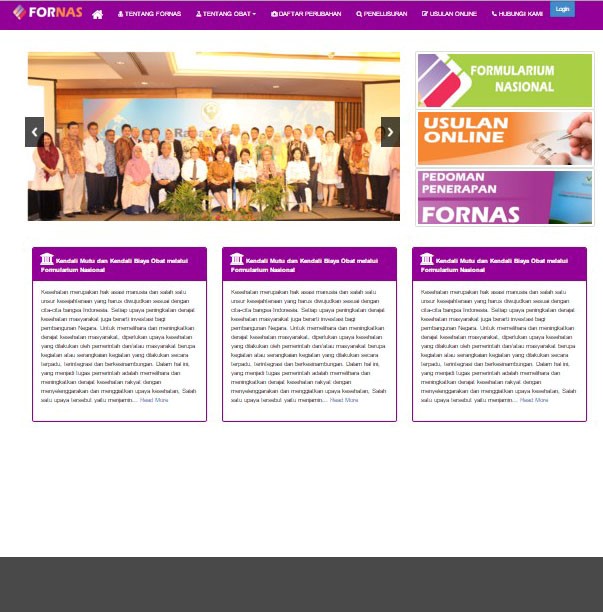 FORNAS
TENTANG FORNAS
TENTANG OBAT
DAFTAR PERUBAHAN
PENELUSURAN
USULAN ONLINE
HUBUNGI KAMI
Login
FORMULARIUM
NASIONAL
USULAN
ONLINE
PEDOMAN
PENERAPAN
FORNAS
Kendali Mutu dan Kendali Biaya Obat melalui
Formularium Nasional
Kesehatan merupakan hak asasi manusia dan salah satu
unsur kesejahteraan yang harus diwujudkan sesuai dengan
cita-cita bangsa Indonesia. Setiap upaya peningkatan derajat
kesehatan masyarakat juga berarti investasi bagi
pembangunan Negara. Untuk memelihara dan meningkatkan
derajat kesehatan masyarakat, diperlukan upaya kesehatan
yang dilakukan oleh pemerintah dan/atau masyarakat berupa
kegiatan atau serangkaian kegiatan yang dilakukan secara
terpadu, terintegrasi dan berkesinambungan. Dalam hal ini,
yang menjadi tugas pemerintah adalah memelihara dan
meningkatkan derajat kesehatan rakyat dengan
menyelenggarakan dan menggiatkan upaya kesehatan, Salah
satu upaya tersebut yaitu menjamin... Read More
Kendali Mutu dan Kendali Biaya Obat melalui
Formularium Nasional
Kesehatan merupakan hak asasi manusia dan salah satu
unsur kesejahteraan yang harus diwujudkan sesuai dengan
cita-cita bangsa Indonesia. Setiap upaya peningkatan derajat
kesehatan masyarakat juga berarti investasi bagi
pembangunan Negara. Untuk memelihara dan meningkatkan
derajat kesehatan masyarakat, diperlukan upaya kesehatan
yang dilakukan oleh pemerintah dan/atau masyarakat berupa
kegiatan atau serangkaian kegiatan yang dilakukan secara
terpadu, terintegrasi dan berkesinambungan. Dalam hal ini,
yang menjadi tugas pemerintah adalah memelihara dan
meningkatkan derajat kesehatan rakyat dengan
menyelenggarakan dan menggiatkan upaya kesehatan, Salah
satu upaya tersebut yaitu menjamin... Read More
Kendali Mutu dan Kendali Biaya Obat melalui
Formularium Nasional
Kesehatan merupakan hak asasi manusia dan salah satu
unsur kesejahteraan yang harus diwujudkan sesuai dengan
cita-cita bangsa Indonesia. Setiap upaya peningkatan derajat
kesehatan masyarakat juga berarti investasi bagi
pembangunan Negara. Untuk memelihara dan meningkatkan
derajat kesehatan masyarakat, diperlukan upaya kesehatan
yang dilakukan oleh pemerintah dan/atau masyarakat berupa
kegiatan atau serangkaian kegiatan yang dilakukan secara
terpadu, terintegrasi dan berkesinambungan. Dalam hal ini,
yang menjadi tugas pemerintah adalah memelihara dan
meningkatkan derajat kesehatan rakyat dengan
menyelenggarakan dan menggiatkan upaya kesehatan, Salah
satu upaya tersebut yaitu menjamin... Read More